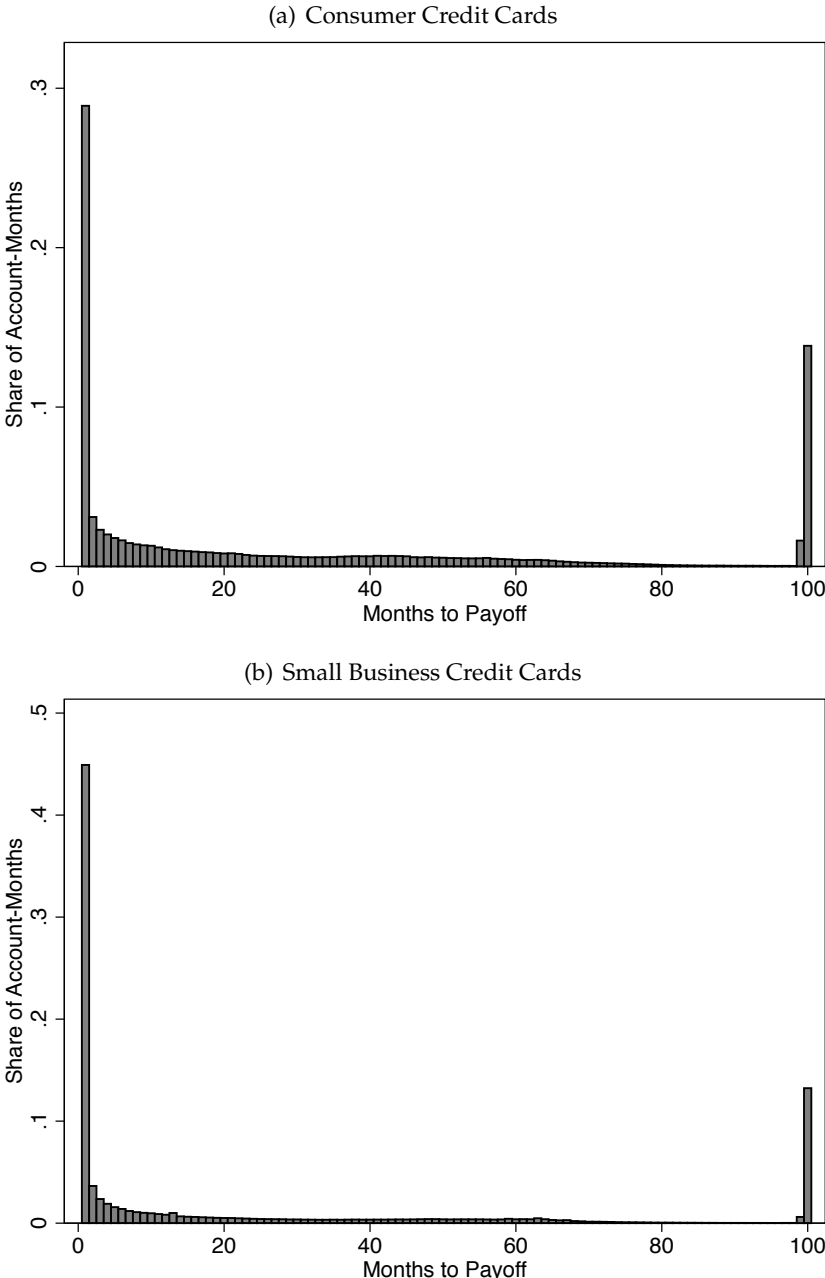 (a) Consumer Credit Cards
.3
.2
.1
0
Share of Account-Months
0 20 40 60 80 100
Months to Payoff
(b) Small Business Credit Cards
.5
.4
.3
.2
.1
0
Share of Account-Months
0 20 40 60 80 100
Months to Payoff